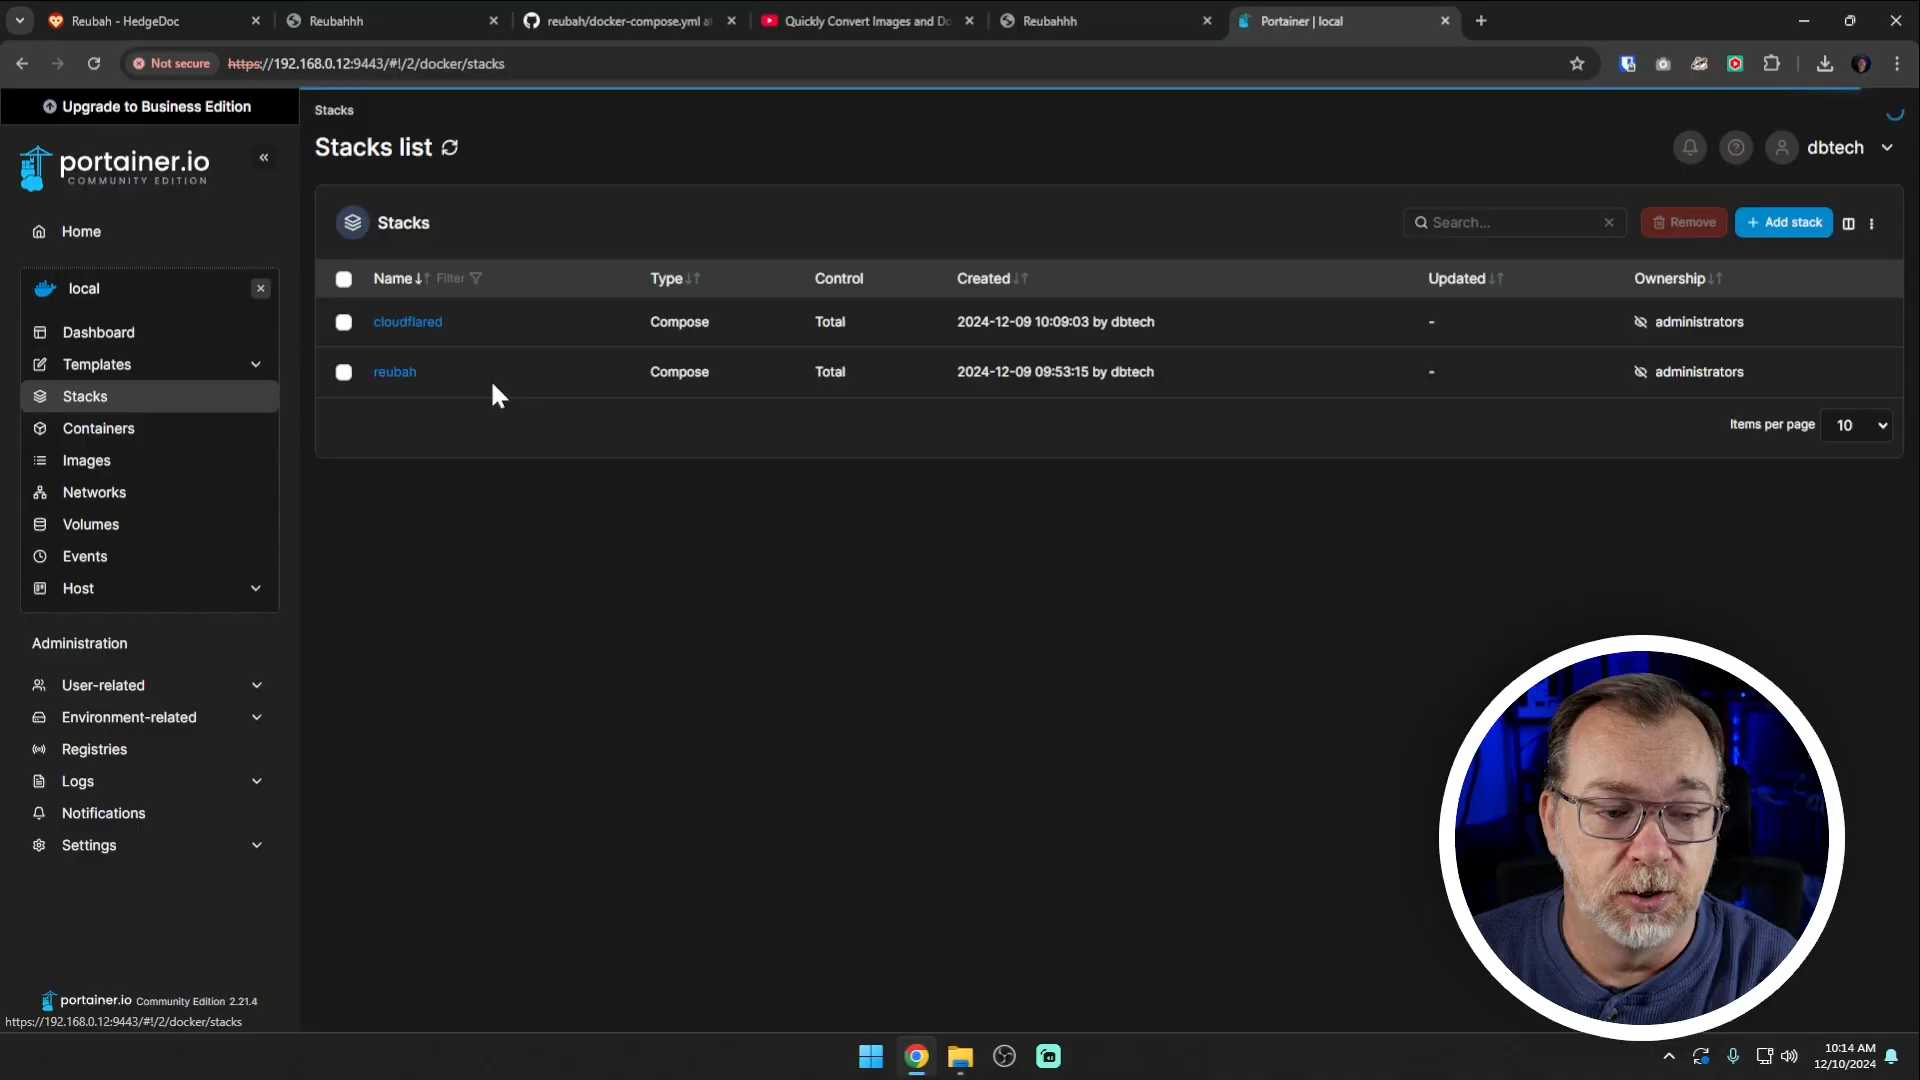 Reubah - HedgeDoc
Reubahhh
reubah/docker-compose.yml a
Quickly Convert Images and Do
Reubahhh
Portainer | local
Not secure
https://192.168.0.12:9443/#!/2/docker/stacks
Upgrade to Business Edition
portainer.io
COMMUNITY EDITION
Home
local
Dashboard
Templates
Stacks
Containers
Images
Networks
Volumes
Events
Host
Administration
User-related
Environment-related
Registries
Logs
Notifications
Settings
portainer.io Community Edition 2.21.4
https://192.168.0.12:9443/#!/2/docker/stacks
Stacks
Stacks list
dbtech
Stacks
Search...
Remove
Add stack
Name Filter Type Control Created Updated Ownership
cloudflared Compose Total 2024-12-09 10:09:03 by dbtech - administrators
reubah Compose Total 2024-12-09 09:53:15 by dbtech - administrators
Items per page 10
10:14 AM
12/10/2024